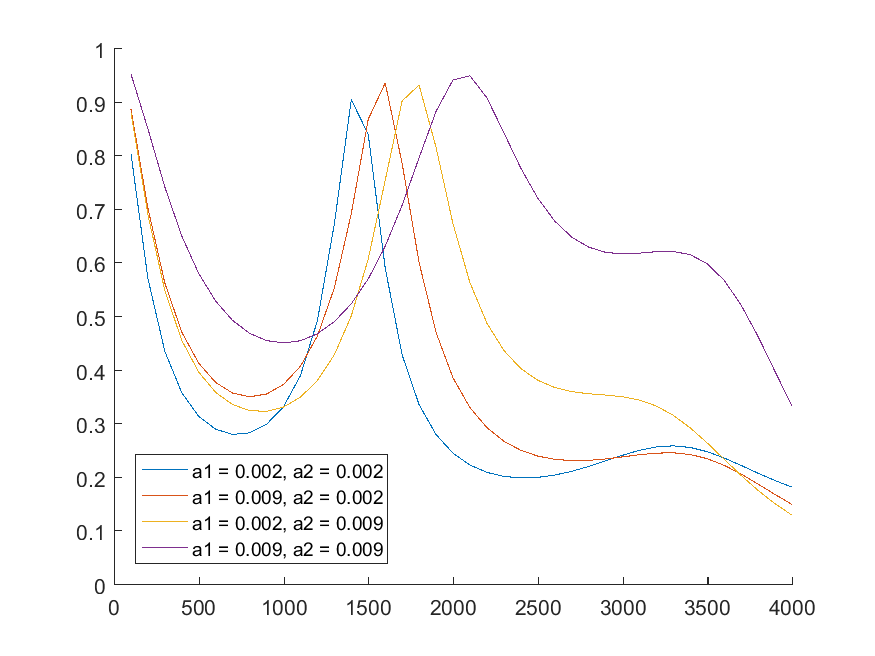 1
0.9
0.8
0.7
0.6
0.5
0.4
0.3
0.2
0.1
0
a1 = 0.002, a2 = 0.002
a1 = 0.009, a2 = 0.002
a1 = 0.002, a2 = 0.009
a1 = 0.009, a2 = 0.009
0 500 1000 1500 2000 2500 3000 3500 4000